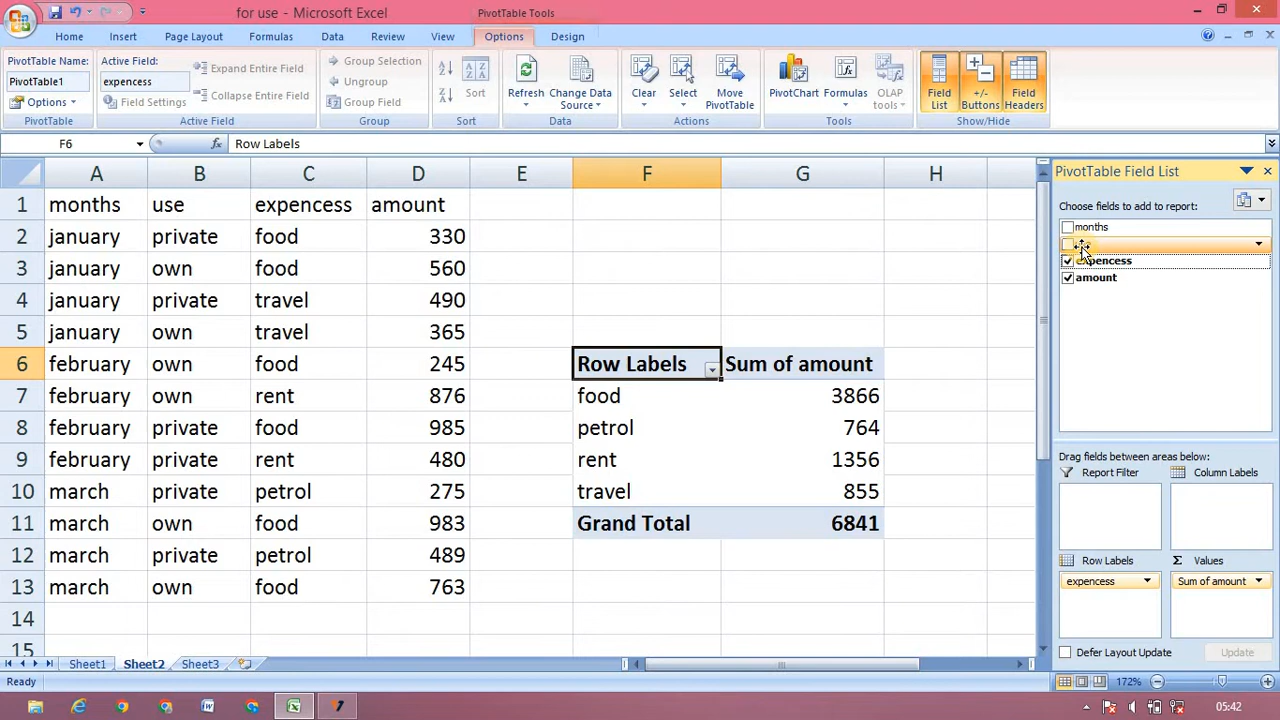 for use - Microsoft Excel
PivotTable Tools
Home Insert Page Layout Formulas Data Review View Options Design
PivotTable Name: Active Field:
PivotTable1 expencess
Options Field Settings
Expand Entire Field
Collapse Entire Field
Group Selection
Ungroup
Group Field
Sort
Refresh
Change Data
Source
Clear
Select
Move
PivotTable
PivotChart
Formulas
OLAP
tools
Field
List
+/-
Buttons
Field
Headers
PivotTable Active Field Group Sort Data Actions Tools Show/Hide
F6 fx Row Labels
A B C D E F G H
1 months use expencess amount
2 january private food 330
3 january own food 560
4 january private travel 490
5 january own travel 365
6 february own food 245 Row Labels Sum of amount
7 february own rent 876 food 3866
8 february private food 985 petrol 764
9 february private rent 480 rent 1356
10 march private petrol 275 travel 855
11 march own food 983 Grand Total 6841
12 march private petrol 489
13 march own food 763
14
15
PivotTable Field List
Choose fields to add to report:
months
expencess
amount
Drag fields between areas below:
Report Filter Column Labels
Row Labels Σ Values
expencess Sum of amount
Defer Layout Update Update
Sheet1 Sheet2 Sheet3
Ready 172%
05:42